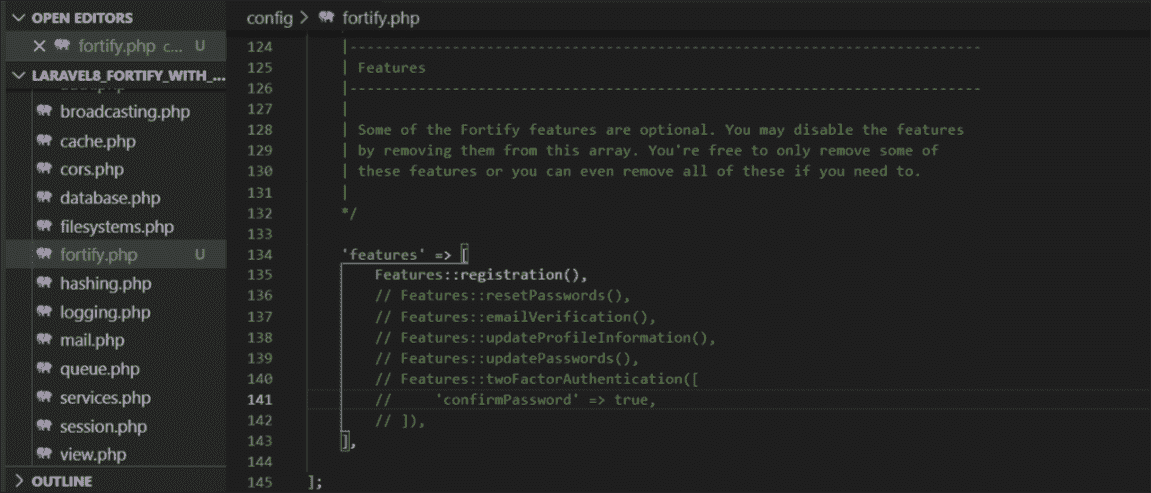 OPEN EDITORS
fortify.php c... U
LARAVEL8_FORTIFY_WITH_...
broadcasting.php
cache.php
cors.php
database.php
filesystems.php
fortify.php U
hashing.php
logging.php
mail.php
queue.php
services.php
session.php
view.php
OUTLINE
config > fortify.php
124 |--------------------------------------------------------------------------
125 | Features
126 |--------------------------------------------------------------------------
127 |
128 | Some of the Fortify features are optional. You may disable the features
129 | by removing them from this array. You're free to only remove some of
130 | these features or you can even remove all of these if you need to.
131 |
132 */
133
134 'features' => [
135 Features::registration(),
136 // Features::resetPasswords(),
137 // Features::emailVerification(),
138 // Features::updateProfileInformation(),
139 // Features::updatePasswords(),
140 // Features::twoFactorAuthentication([
141 //     'confirmPassword' => true,
142 // ]),
143 ],
144
145 ];